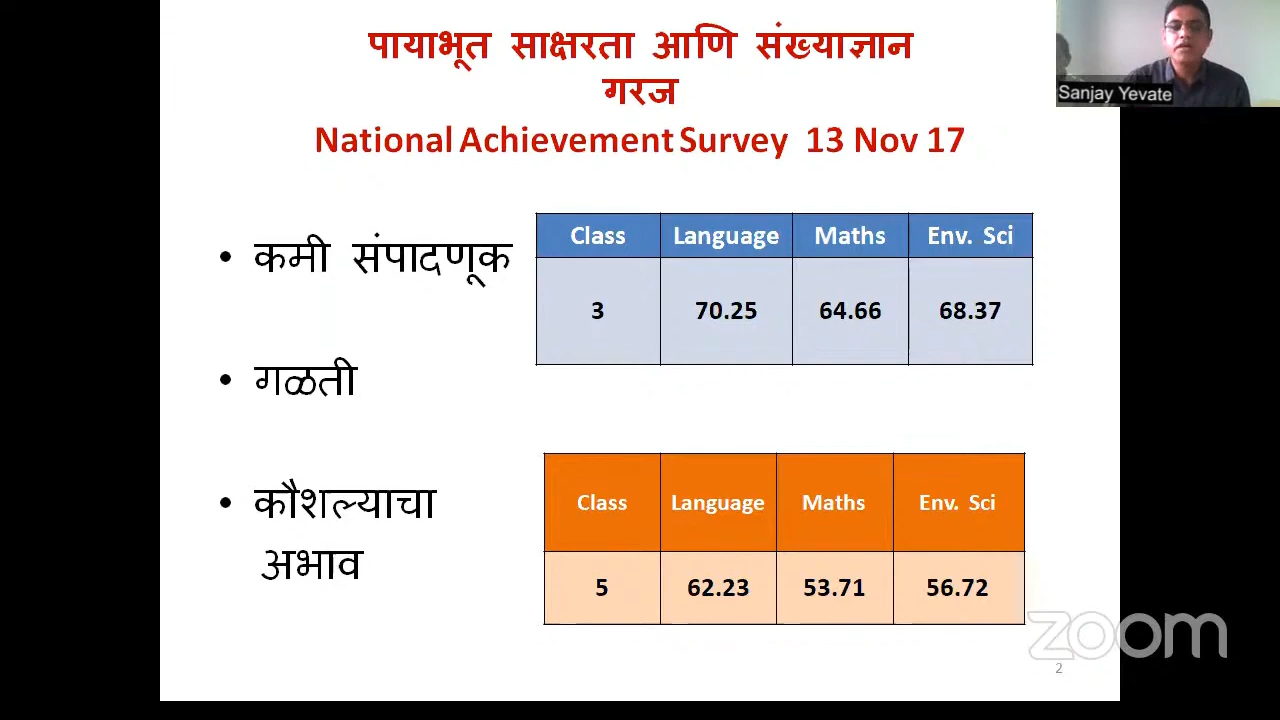 पायाभूत साक्षरता आणि संख्याज्ञान
गरज
National Achievement Survey 13 Nov 17
Sanjay Yevate
• कमी संपादणूक
• गळती
• कौशल्याचा
अभाव
Class Language Maths Env. Sci
3 70.25 64.66 68.37
Class Language Maths Env. Sci
5 62.23 53.71 56.72
zoom
2